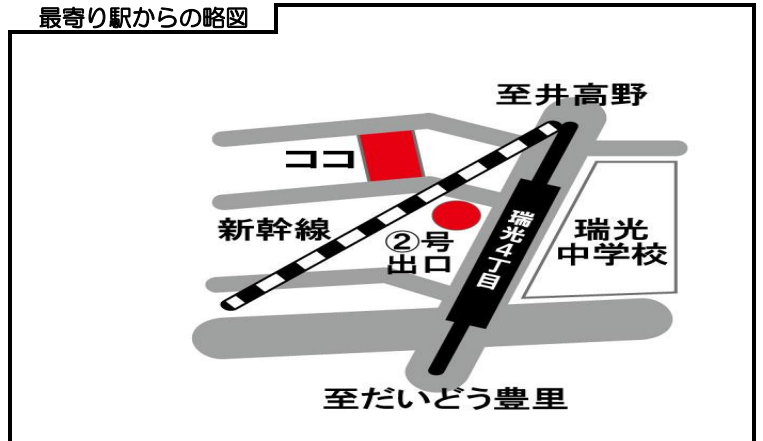 最寄り駅からの略図
至井高野
ココ
新幹線
②号
出口
瑞光4丁目
瑞光
中学校
至だいどう豊里